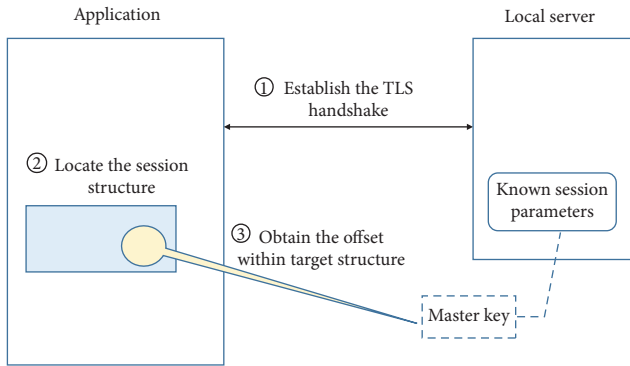 Application
Local server
① Establish the TLS
handshake
② Locate the session
structure
Known session
parameters
③ Obtain the offset
within target structure
Master key